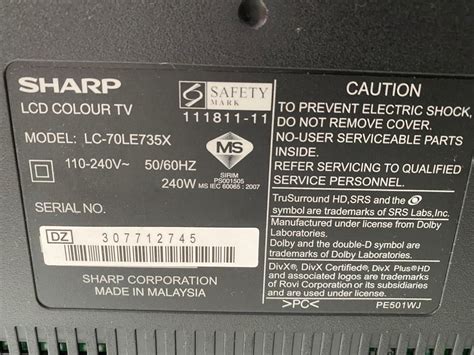 SHARP
LCD COLOUR TV
MODEL: LC-70LE735X
110-240V~ 50/60HZ
240W
SERIAL NO.
DZ 307712745
SHARP CORPORATION
MADE IN MALAYSIA
S SAFETY
MARK
111811-11
MS
SIRIM
PS001505
MS IEC 60065 : 2007
CAUTION
TO PREVENT ELECTRIC SHOCK,
DO NOT REMOVE COVER.
NO-USER SERVICEABLE PARTS
INSIDE.
REFER SERVICING TO QUALIFIED
SERVICE PERSONNEL.
TruSurround HD, SRS and the
symbol are trademarks of SRS Labs,Inc.
Manufactured under license from Dolby
Laboratories.
Dolby and the double-D symbol are
trademarks of Dolby Laboratories.
DivX®, DivX Certified®, DivX Plus®HD
and associated logos are trademarks
of Rovi Corporation or its subsidiaries
>PC< PE501WJ